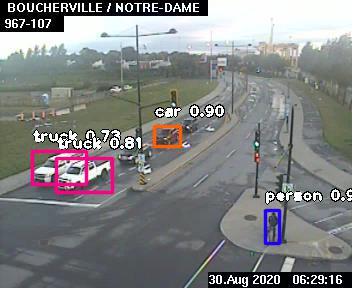 BOUCHERVILLE / NOTRE-DAME
967-107
car 0.90
truck 0.73
truck 0.81
person 0.9
30.Aug 2020 06:29:16